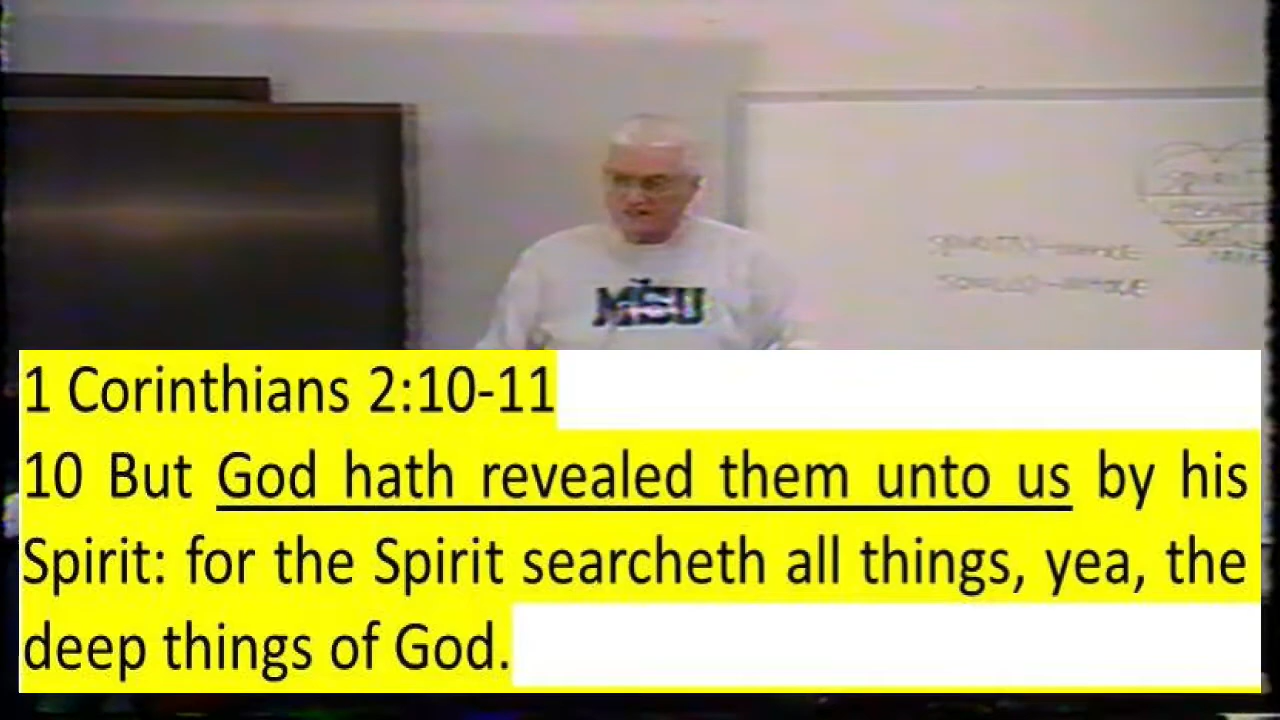 MSU
1 Corinthians 2:10-11
10 But God hath revealed them unto us by his
Spirit: for the Spirit searcheth all things, yea, the
deep things of God.